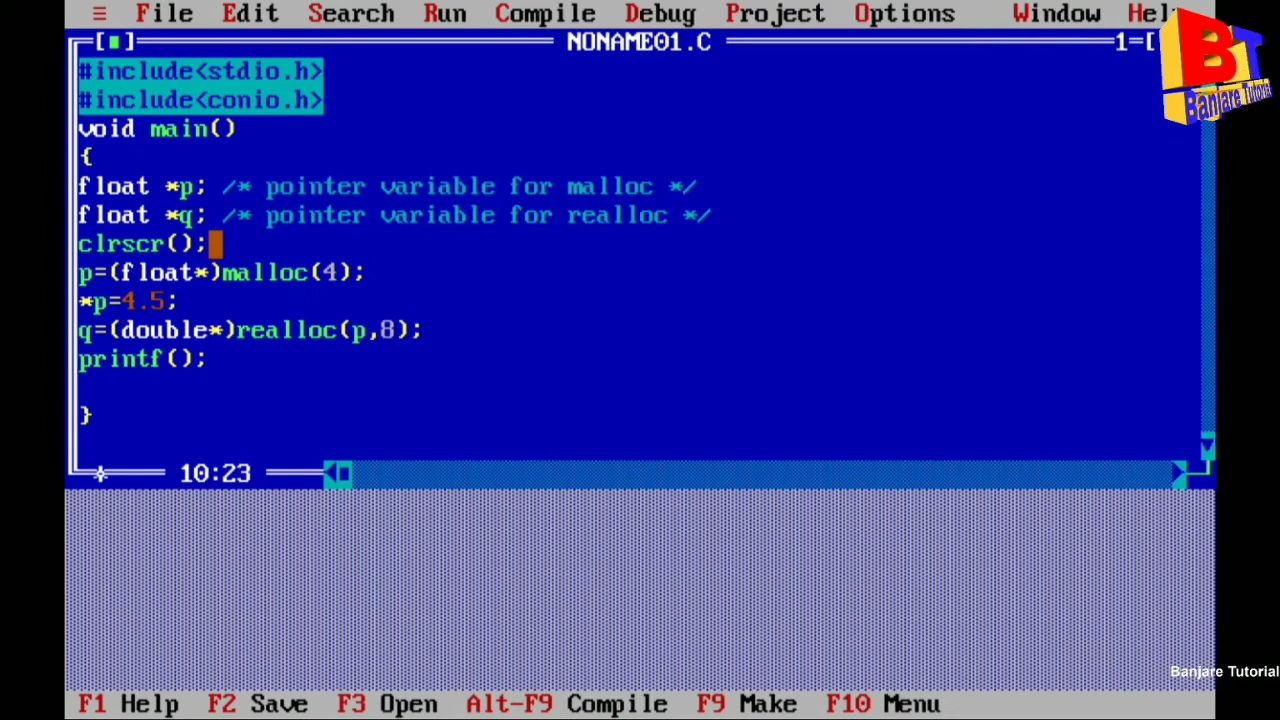 ≡ File Edit Search Run Compile Debug Project Options Window Hel
[■] NONAME01.C 1=[
BT
Banjare Tutorial
#include<stdio.h>
#include<conio.h>
void main()
{
float *p; /* pointer variable for malloc */
float *q; /* pointer variable for realloc */
clrscr();
p=(float*)malloc(4);
*p=4.5;
q=(double*)realloc(p,8);
printf();
}
10:23
Banjare Tutorial
F1 Help F2 Save F3 Open Alt-F9 Compile F9 Make F10 Menu